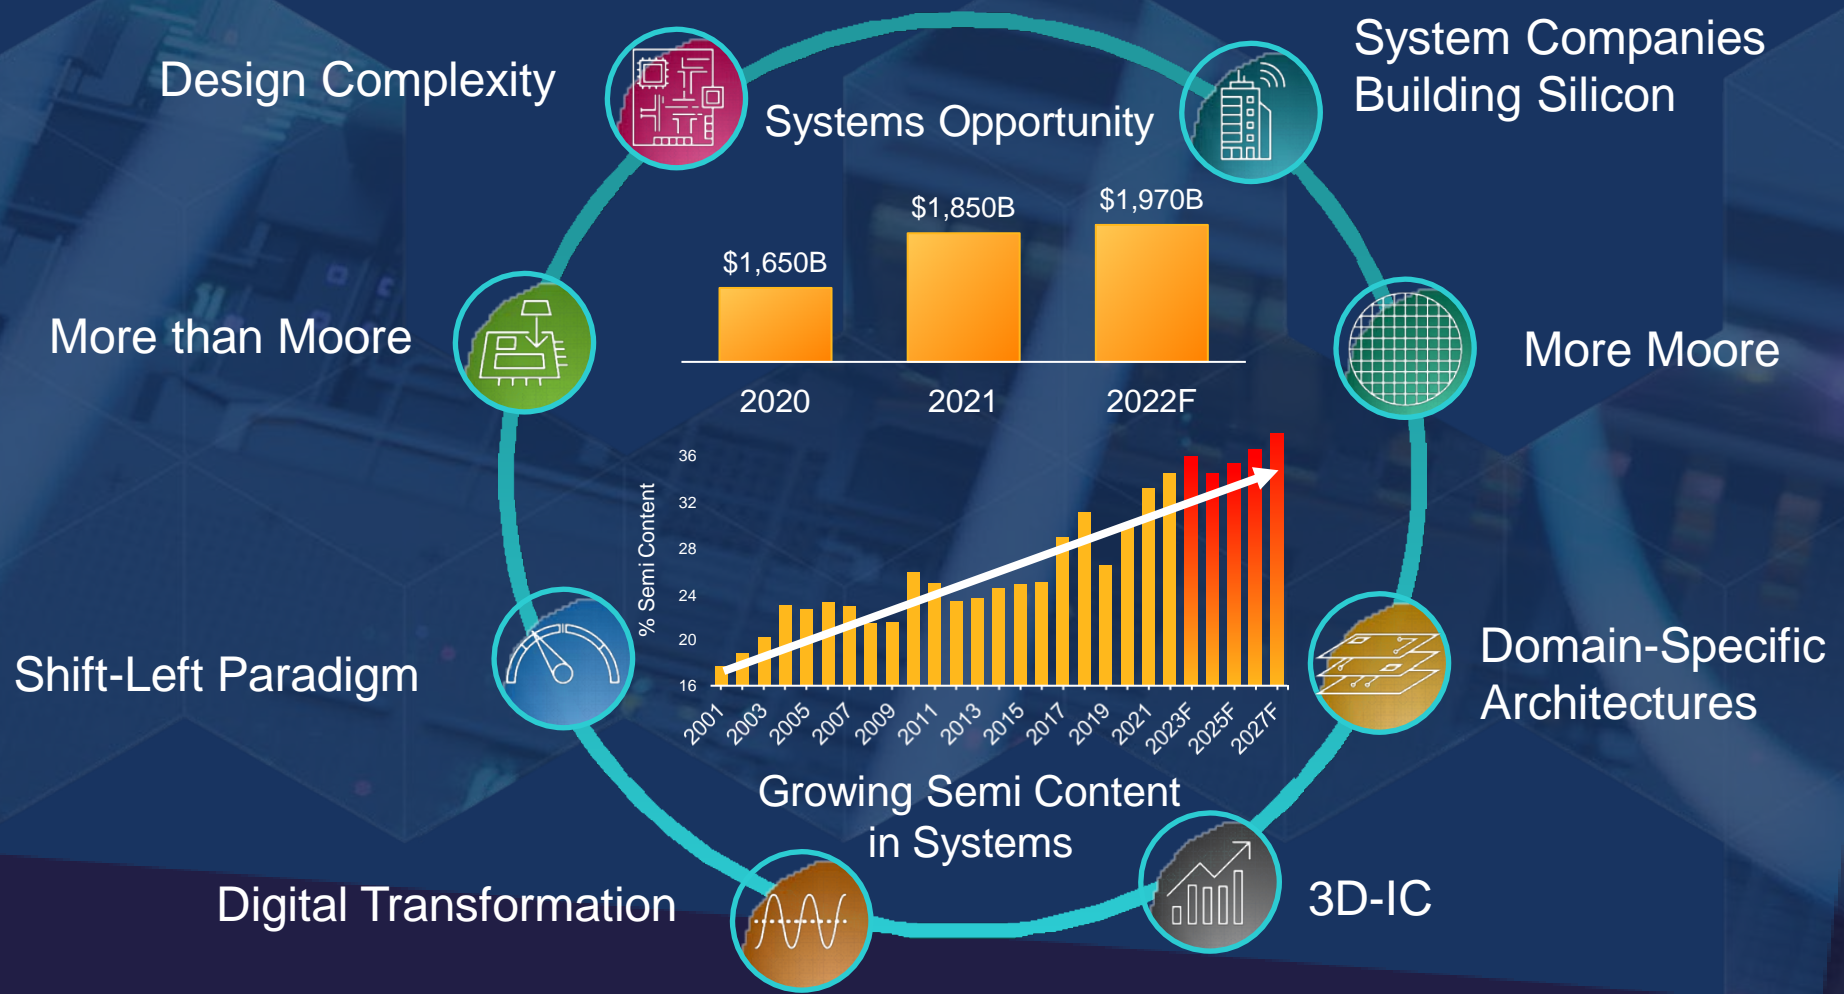 Design Complexity
System Companies
Building Silicon
Systems Opportunity
$1,650B
$1,850B
$1,970B
2020
2021
2022F
More than Moore
More Moore
% Semi Content
36
32
28
24
20
16
2001
2003
2005
2007
2009
2011
2013
2015
2017
2019
2021
2023F
2025F
2027F
Growing Semi Content
in Systems
Shift-Left Paradigm
Domain-Specific
Architectures
Digital Transformation
3D-IC